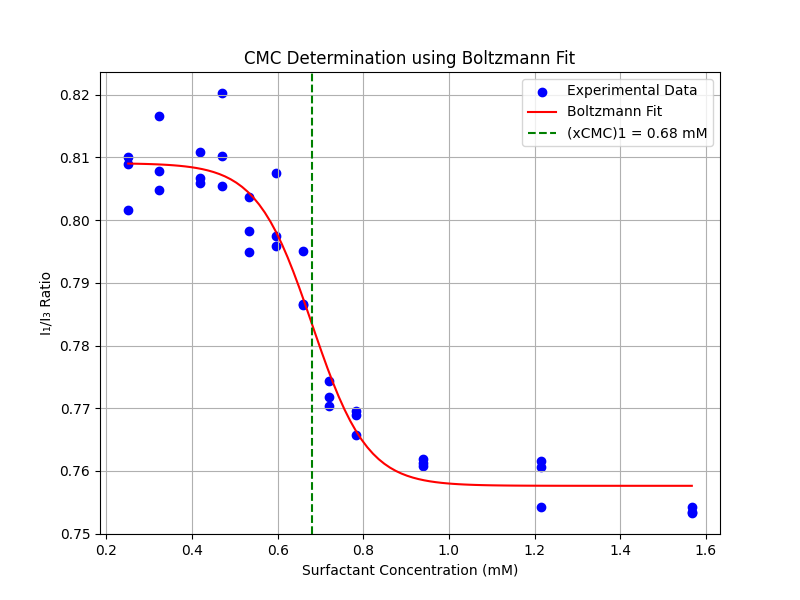 CMC Determination using Boltzmann Fit
Experimental Data
Boltzmann Fit
(xCMC)1 = 0.68 mM
I₁/I₃ Ratio
0.82
0.81
0.80
0.79
0.78
0.77
0.76
0.75
0.2 0.4 0.6 0.8 1.0 1.2 1.4 1.6
Surfactant Concentration (mM)